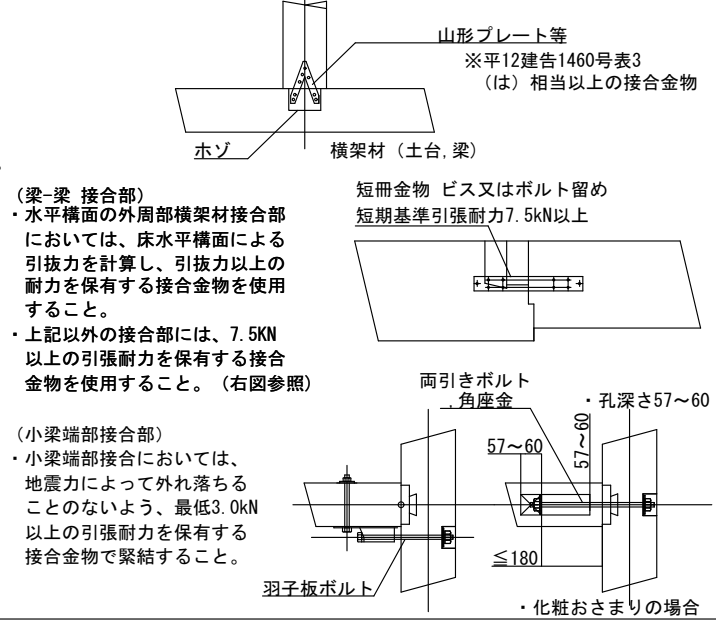 山形プレート等
※平12建告1460号表3
（は）相当以上の接合金物
ホゾ
横架材（土台,梁）
（梁-梁 接合部）
・水平構面の外周部横架材接合部
においては、床水平構面による
引抜力を計算し、引抜力以上の
耐力を保有する接合金物を使用
すること。
・上記以外の接合部には、7.5KN
以上の引張耐力を保有する接合
金物を使用すること。（右図参照）
短冊金物 ビス又はボルト留め
短期基準引張耐力7.5kN以上
（小梁端部接合部）
・小梁端部接合においては、
地震力によって外れ落ちる
ことのないよう、最低3.0kN
以上の引張耐力を保有する
接合金物で緊結すること。
両引きボルト
,角座金
・孔深さ57～60
57～60
57～60
≦180
羽子板ボルト
・化粧おさまりの場合